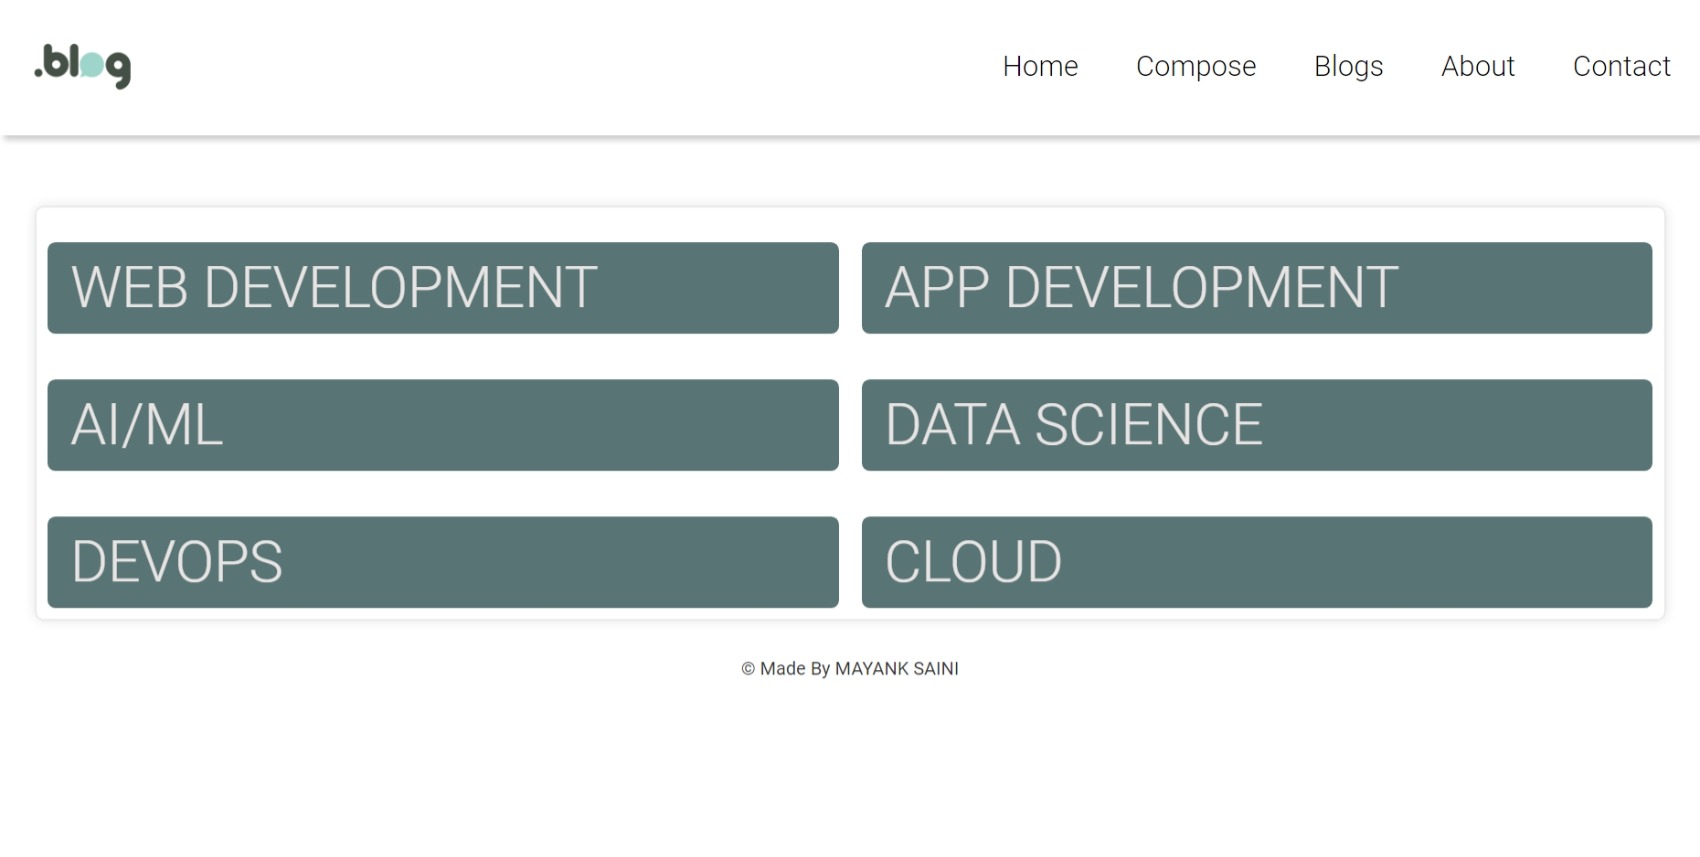 .blog
Home Compose Blogs About Contact
WEB DEVELOPMENT
APP DEVELOPMENT
AI/ML
DATA SCIENCE
DEVOPS
CLOUD
© Made By MAYANK SAINI